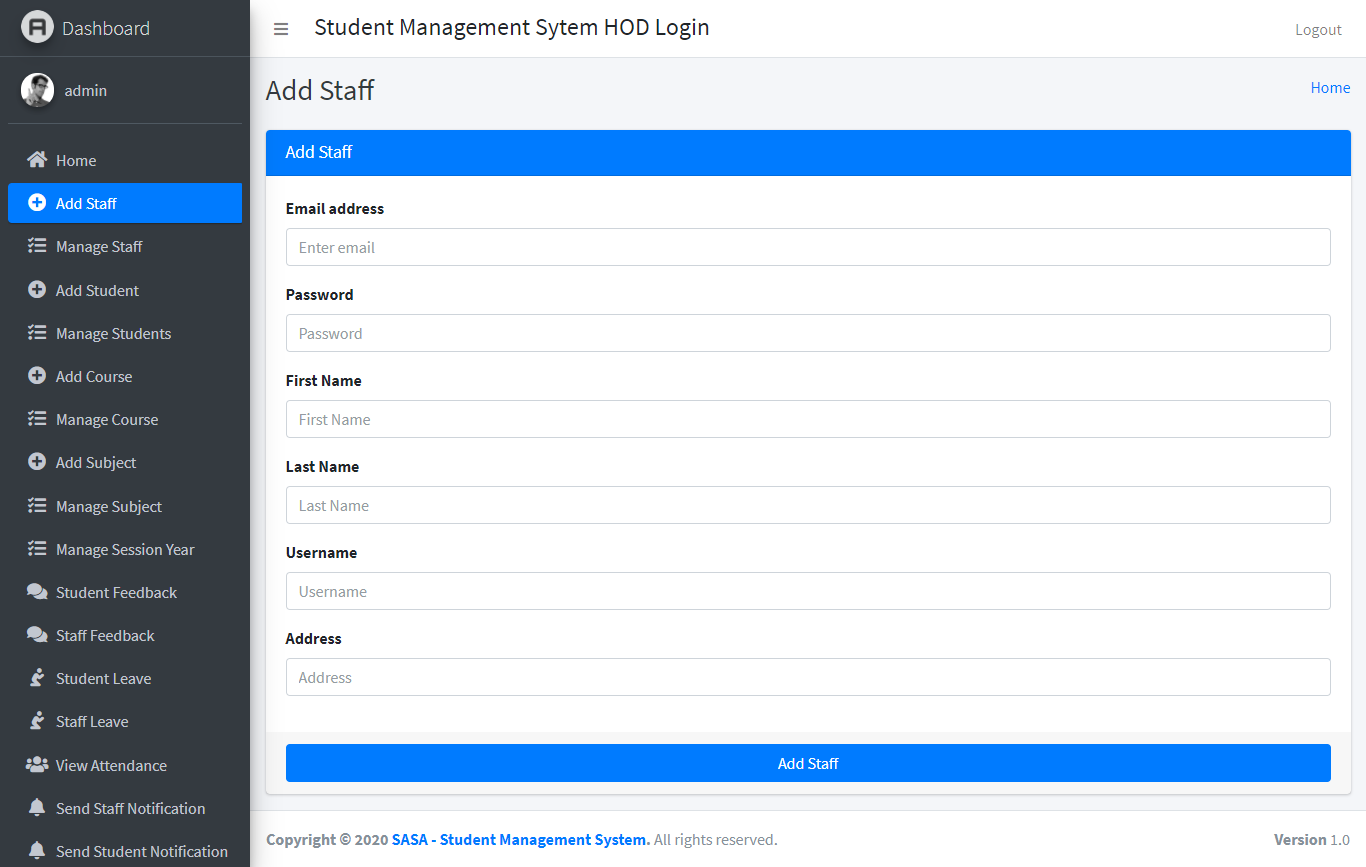 Dashboard
admin
Home
Add Staff
Manage Staff
Add Student
Manage Students
Add Course
Manage Course
Add Subject
Manage Subject
Manage Session Year
Student Feedback
Staff Feedback
Student Leave
Staff Leave
View Attendance
Send Staff Notification
Send Student Notification
Student Management Sytem HOD Login
Logout
Add Staff
Home
Add Staff
Email address
Enter email
Password
Password
First Name
First Name
Last Name
Last Name
Username
Username
Address
Address
Add Staff
Copyright © 2020 SASA - Student Management System. All rights reserved.
Version 1.0